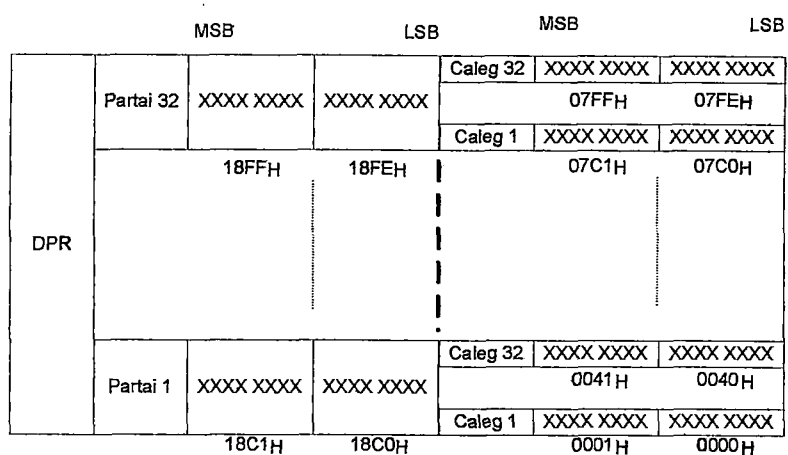 MSB LSB MSB LSB
Caleg 32 XXXX XXXX XXXX XXXX
Partai 32 XXXX XXXX XXXX XXXX 07FFH 07FEH
Caleg 1 XXXX XXXX XXXX XXXX
18FFH 18FEH 07C1H 07C0H
DPR
Caleg 32 XXXX XXXX XXXX XXXX
Partai 1 XXXX XXXX XXXX XXXX 0041H 0040H
Caleg 1 XXXX XXXX XXXX XXXX
18C1H 18C0H 0001H 0000H